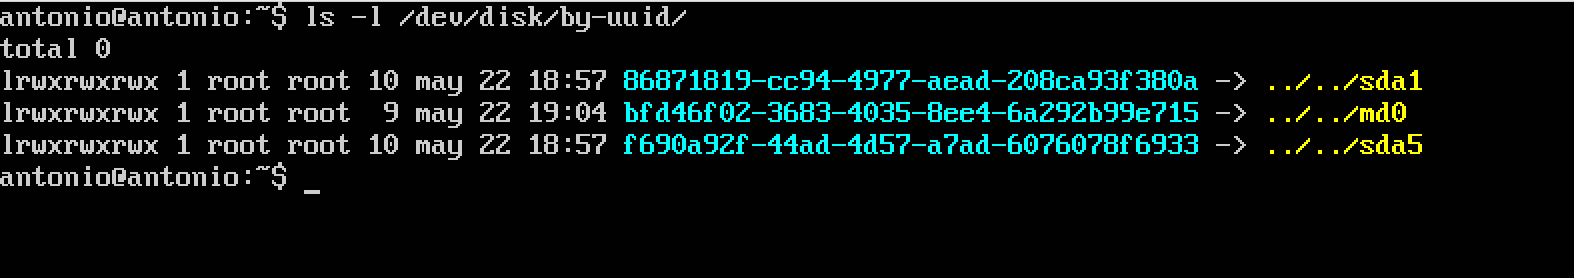 antonio@antonio:~$ ls -l /dev/disk/by-uuid/
total 0
lrwxrwxrwx 1 root root 10 may 22 18:57 86871819-cc94-4977-aead-208ca93f380a -> ../../sda1
lrwxrwxrwx 1 root root  9 may 22 19:04 bfd46f02-3683-4035-8ee4-6a292b99e715 -> ../../md0
lrwxrwxrwx 1 root root 10 may 22 18:57 f690a92f-44ad-4d57-a7ad-6076078f6933 -> ../../sda5
antonio@antonio:~$ _